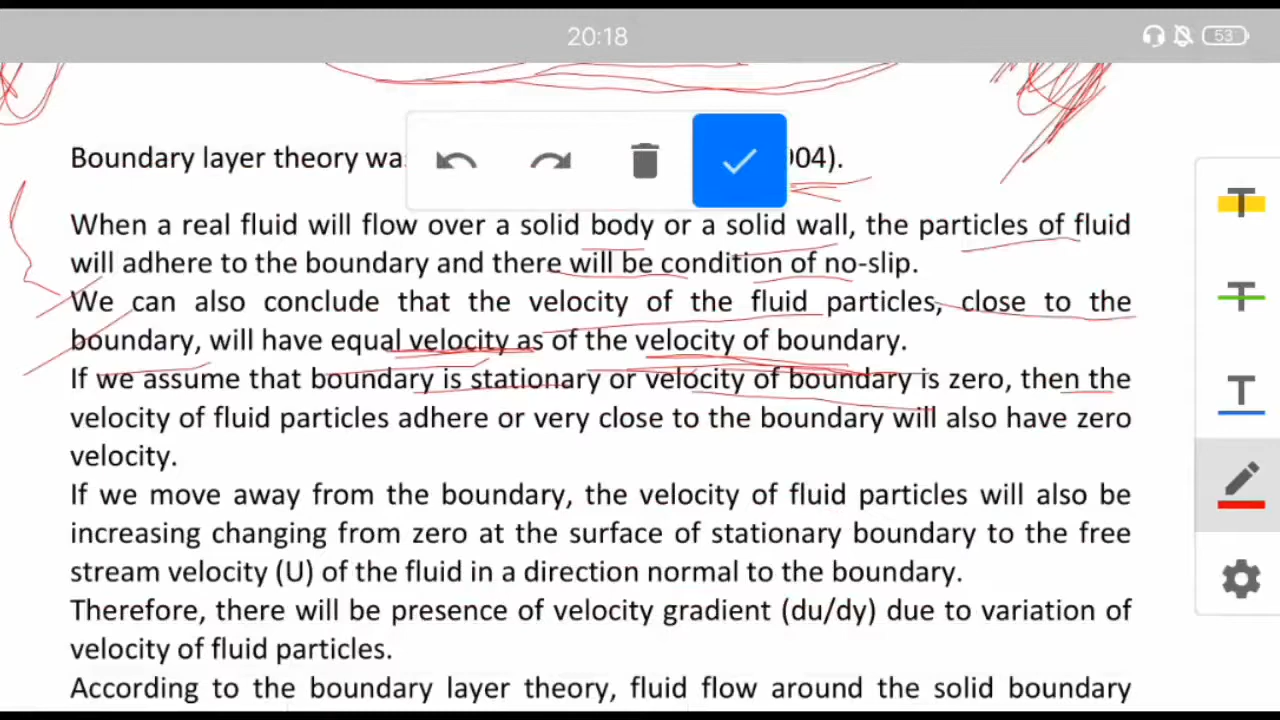 20:18
53
Boundary layer theory wa 904).
When a real fluid will flow over a solid body or a solid wall, the particles of fluid
will adhere to the boundary and there will be condition of no-slip.
We can also conclude that the velocity of the fluid particles, close to the
boundary, will have equal velocity as of the velocity of boundary.
If we assume that boundary is stationary or velocity of boundary is zero, then the
velocity of fluid particles adhere or very close to the boundary will also have zero
velocity.
If we move away from the boundary, the velocity of fluid particles will also be
increasing changing from zero at the surface of stationary boundary to the free
stream velocity (U) of the fluid in a direction normal to the boundary.
Therefore, there will be presence of velocity gradient (du/dy) due to variation of
velocity of fluid particles.
According to the boundary layer theory, fluid flow around the solid boundary